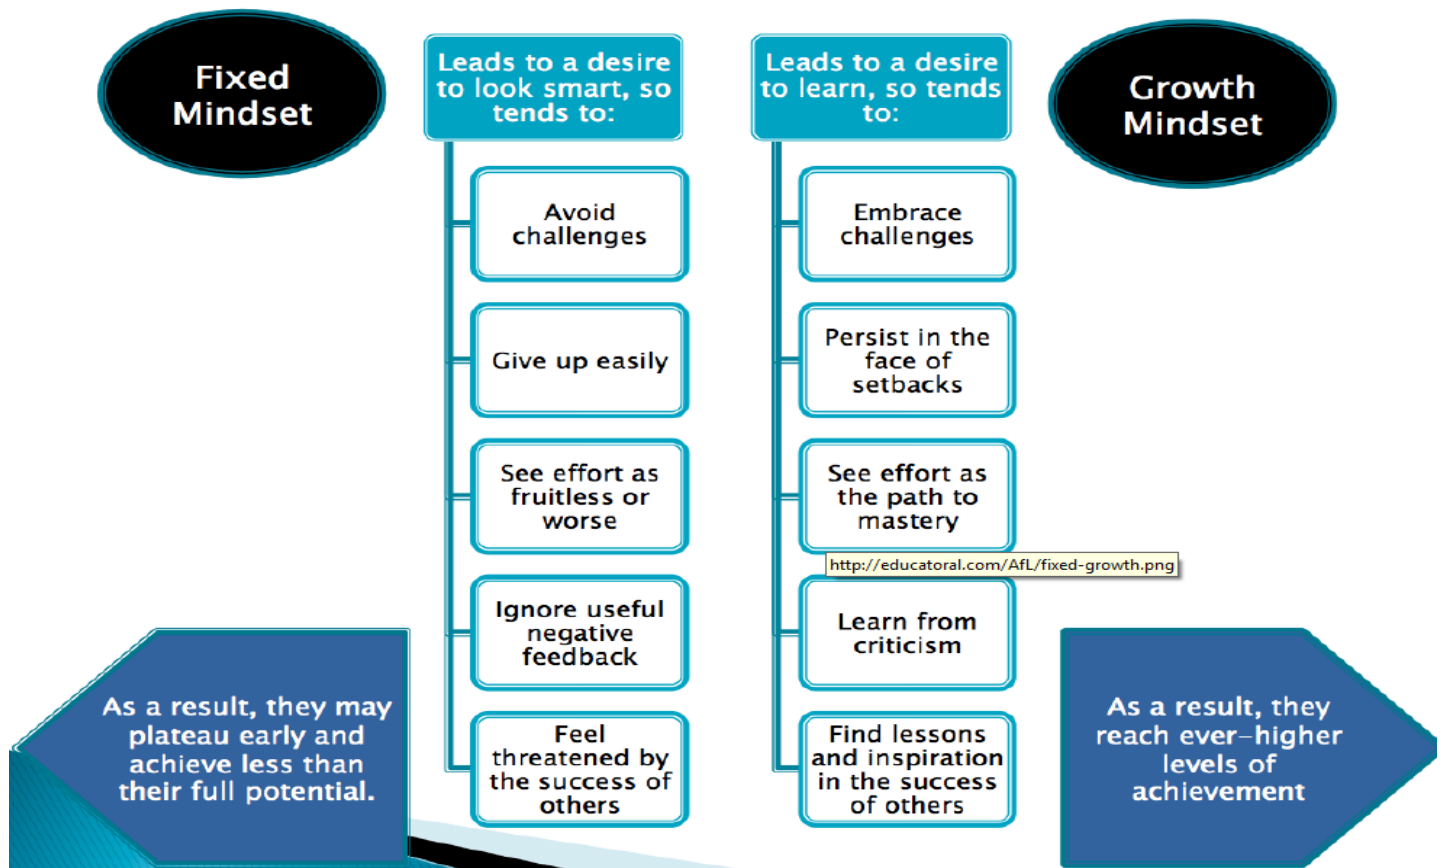 Fixed
Mindset
Leads to a desire
to look smart, so
tends to:
Avoid
challenges
Give up easily
See effort as
fruitless or
worse
Ignore useful
negative
feedback
Feel
threatened by
the success of
others
As a result, they may
plateau early and
achieve less than
their full potential.
Leads to a desire
to learn, so tends
to:
Growth
Mindset
Embrace
challenges
Persist in the
face of
setbacks
See effort as
the path to
mastery
http://educatoral.com/AfL/fixed-growth.png
Learn from
criticism
Find lessons
and inspiration
in the success
of others
As a result, they
reach ever-higher
levels of
achievement